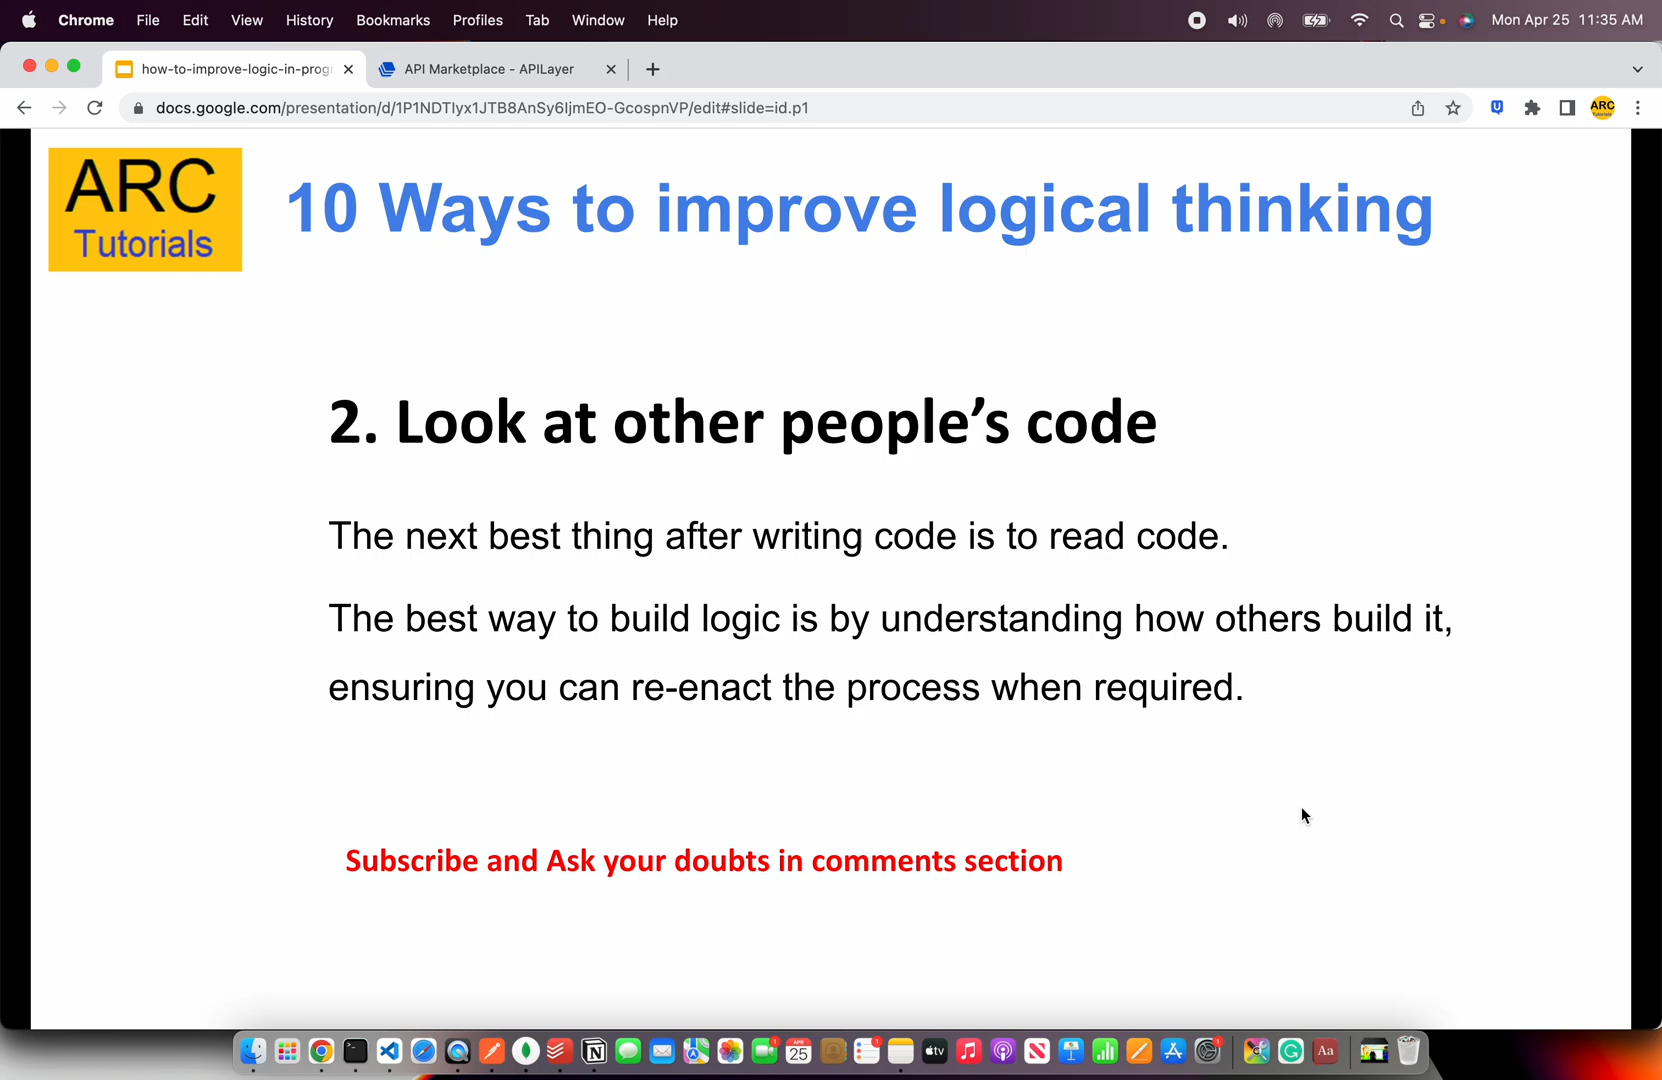 Chrome File Edit View History Bookmarks Profiles Tab Window Help Mon Apr 25 11:35 AM
how-to-improve-logic-in-prog API Marketplace - APILayer
docs.google.com/presentation/d/1P1NDTIyx1JTB8AnSy6IjmEO-GcospnVP/edit#slide=id.p1
ARC
Tutorials
10 Ways to improve logical thinking
2. Look at other people’s code
The next best thing after writing code is to read code.
The best way to build logic is by understanding how others build it,
ensuring you can re-enact the process when required.
Subscribe and Ask your doubts in comments section
APR
25
tv
Aa